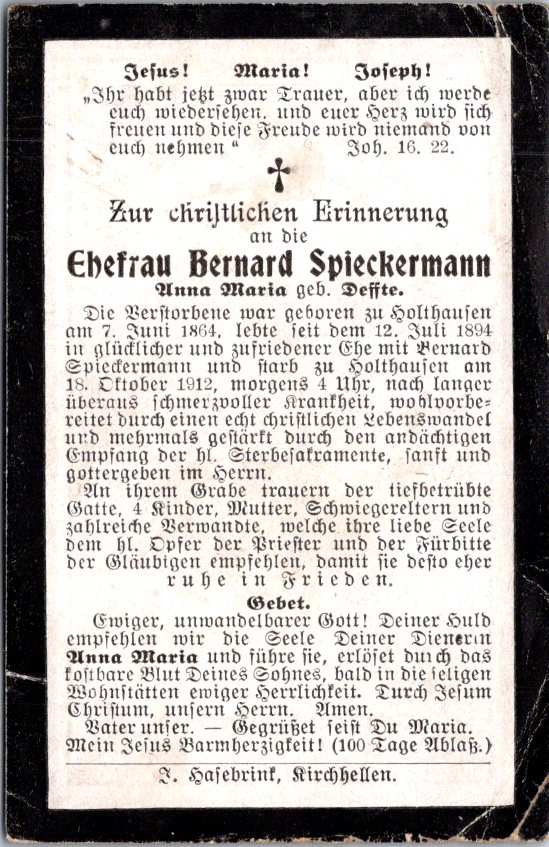 Jesus! Maria! Joseph!
„Ihr habt jetzt zwar Trauer, aber ich werde
euch wiedersehen, und euer Herz wird sich
freuen und diese Freude wird niemand von
euch nehmen “ Joh. 16. 22.
Zur christlichen Erinnerung
an die
Ehefrau Bernard Spieckermann
Anna Maria geb. Deffte.
Die Verstorbene war geboren zu Holthausen
am 7. Juni 1864, lebte seit dem 12. Juli 1894
in glücklicher und zufriedener Ehe mit Bernard
Spieckermann und starb zu Holthausen am
18. Oktober 1912, morgens 4 Uhr, nach langer
überaus schmerzvoller Krankheit, wohlvorbe-
reitet durch einen echt christlichen Lebenswandel
und mehrmals gestärkt durch den andächtigen
Empfang der hl. Sterbesakramente, sanft und
gottergeben im Herrn.
An ihrem Grabe trauern der tiefbetrübte
Gatte, 4 Kinder, Mutter, Schwiegereltern und
zahlreiche Verwandte, welche ihre liebe Seele
dem hl. Opfer der Priester und der Fürbitte
der Gläubigen empfehlen, damit sie desto eher
ruhe in Frieden.
Gebet.
Ewiger, unwandelbarer Gott! Deiner Huld
empfehlen wir die Seele Deiner Dienerin
Anna Maria und führe sie, erlöset durch das
kostbare Blut Deines Sohnes, bald in die seligen
Wohnstätten ewiger Herrlichkeit. Durch Jesum
Christum, unsern Herrn. Amen.
Vater unser. — Gegrüßet seist Du Maria.
Mein Jesus Barmherzigkeit! (100 Tage Ablaß.)
J. Hasebrink, Kirchhellen.